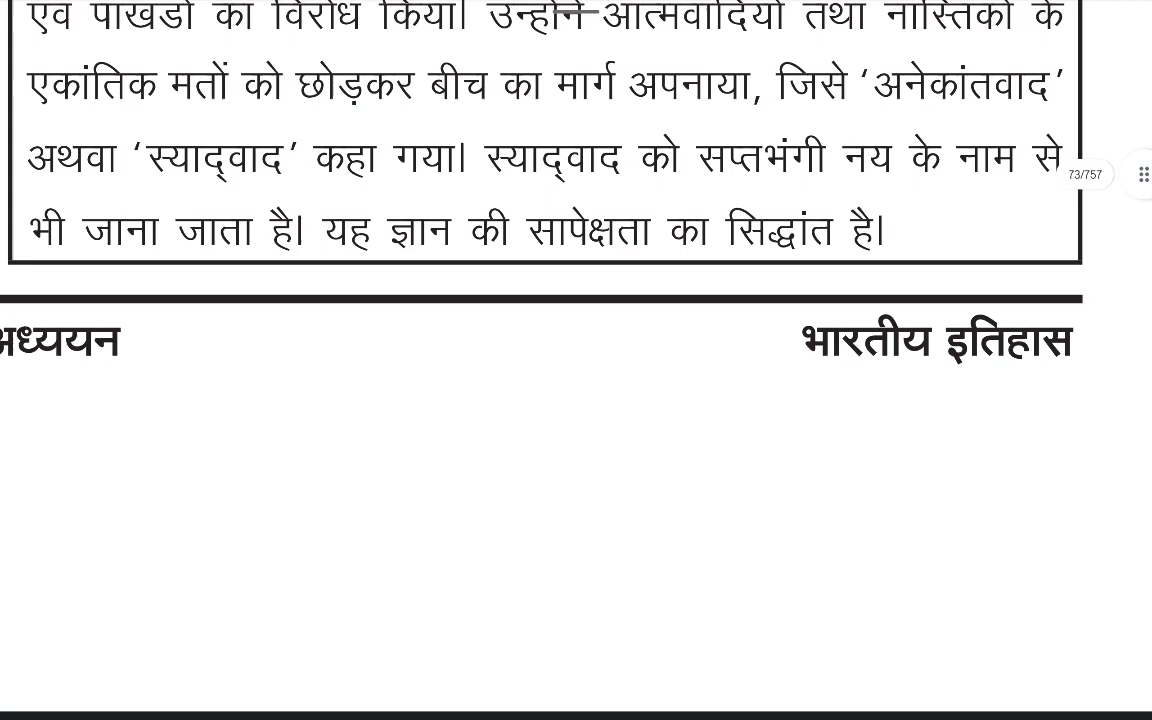 एवं पाखंडों का विरोध किया। उन्होंने आत्मवादियों तथा नास्तिकों के
एकांतिक मतों को छोड़कर बीच का मार्ग अपनाया, जिसे ‘अनेकांतवाद’
अथवा ‘स्याद्वाद’ कहा गया। स्याद्वाद को सप्तभंगी नय के नाम से
73/757
भी जाना जाता है। यह ज्ञान की सापेक्षता का सिद्धांत है।
अध्ययन भारतीय इतिहास